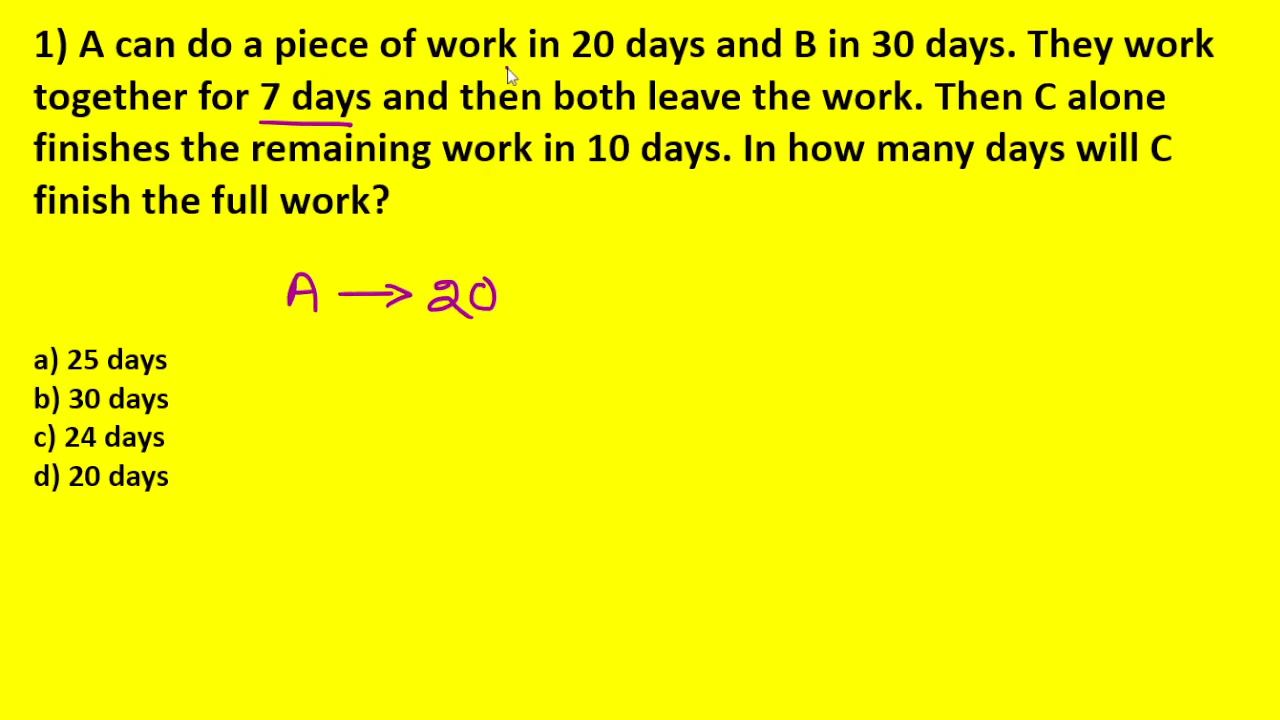 1) A can do a piece of work in 20 days and B in 30 days. They work
together for 7 days and then both leave the work. Then C alone
finishes the remaining work in 10 days. In how many days will C
finish the full work?
A → 20
a) 25 days
b) 30 days
c) 24 days
d) 20 days